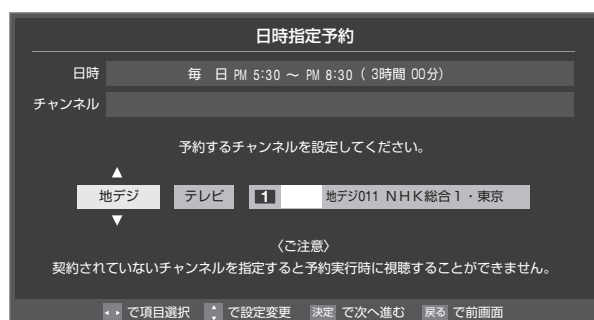 日時指定予約
日時 毎 日 PM 5:30 ～ PM 8:30 ( 3時間 00分)
チャンネル
予約するチャンネルを設定してください。
地デジ テレビ 1 地デジ011 ＮＨＫ総合１・東京
〈ご注意〉
契約されていないチャンネルを指定すると予約実行時に視聴することができません。
で項目選択 で設定変更 決定 で次へ進む 戻る で前画面